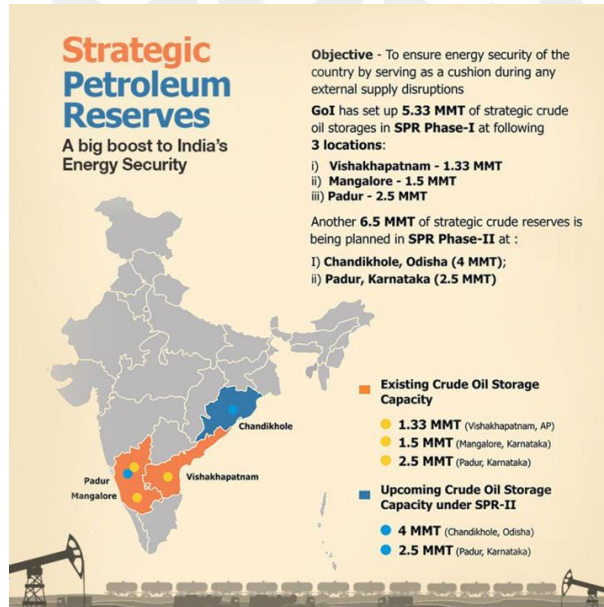 Strategic
Petroleum
Reserves
A big boost to India's
Energy Security
Objective - To ensure energy security of the
country by serving as a cushion during any
external supply disruptions
GoI has set up 5.33 MMT of strategic crude
oil storages in SPR Phase-I at following
3 locations:
i) Vishakhapatnam - 1.33 MMT
ii) Mangalore - 1.5 MMT
iii) Padur - 2.5 MMT
Another 6.5 MMT of strategic crude reserves is
being planned in SPR Phase-II at :
I) Chandikhole, Odisha (4 MMT);
ii) Padur, Karnataka (2.5 MMT)
Chandikhole
Vishakhapatnam
Padur
Mangalore
Existing Crude Oil Storage
Capacity
1.33 MMT (Vishakhapatnam, AP)
1.5 MMT (Mangalore, Karnataka)
2.5 MMT (Padur, Karnataka)
Upcoming Crude Oil Storage
Capacity under SPR-II
4 MMT (Chandikhole, Odisha)
2.5 MMT (Padur, Karnataka)